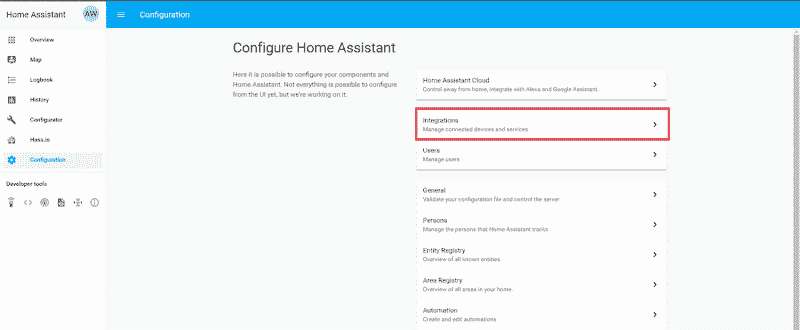 Home Assistant
AW
Configuration
Overview
Map
Logbook
History
Configurator
Hass.io
Configuration
Developer tools
Configure Home Assistant
Here it is possible to configure your components and
Home Assistant. Not everything is possible to configure
from the UI yet, but we're working on it.
Home Assistant Cloud
Control away from home, integrate with Alexa and Google Assistant.
Integrations
Manage connected devices and services
Users
Manage users
General
Validate your configuration file and control the server
Persons
Manage the persons that Home Assistant tracks.
Entity Registry
Overview of all known entities.
Area Registry
Overview of all areas in your home.
Automation
Create and edit automations